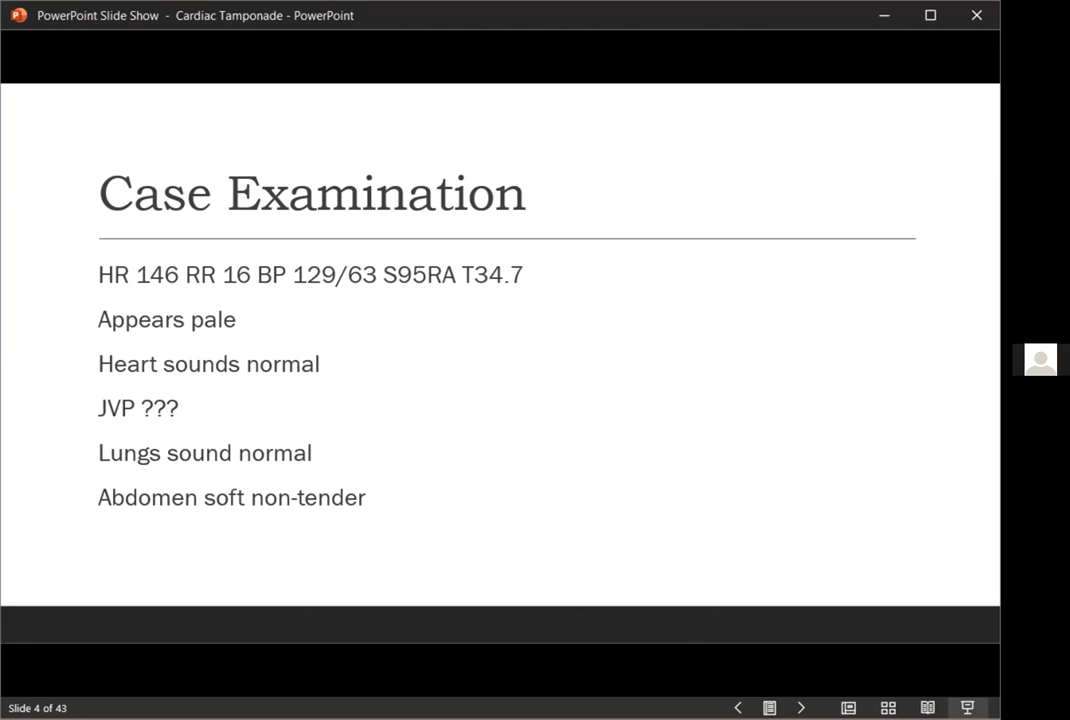 PowerPoint Slide Show - Cardiac Tamponade - PowerPoint
Case Examination
HR 146 RR 16 BP 129/63 S95RA T34.7
Appears pale
Heart sounds normal
JVP ???
Lungs sound normal
Abdomen soft non-tender
Slide 4 of 43